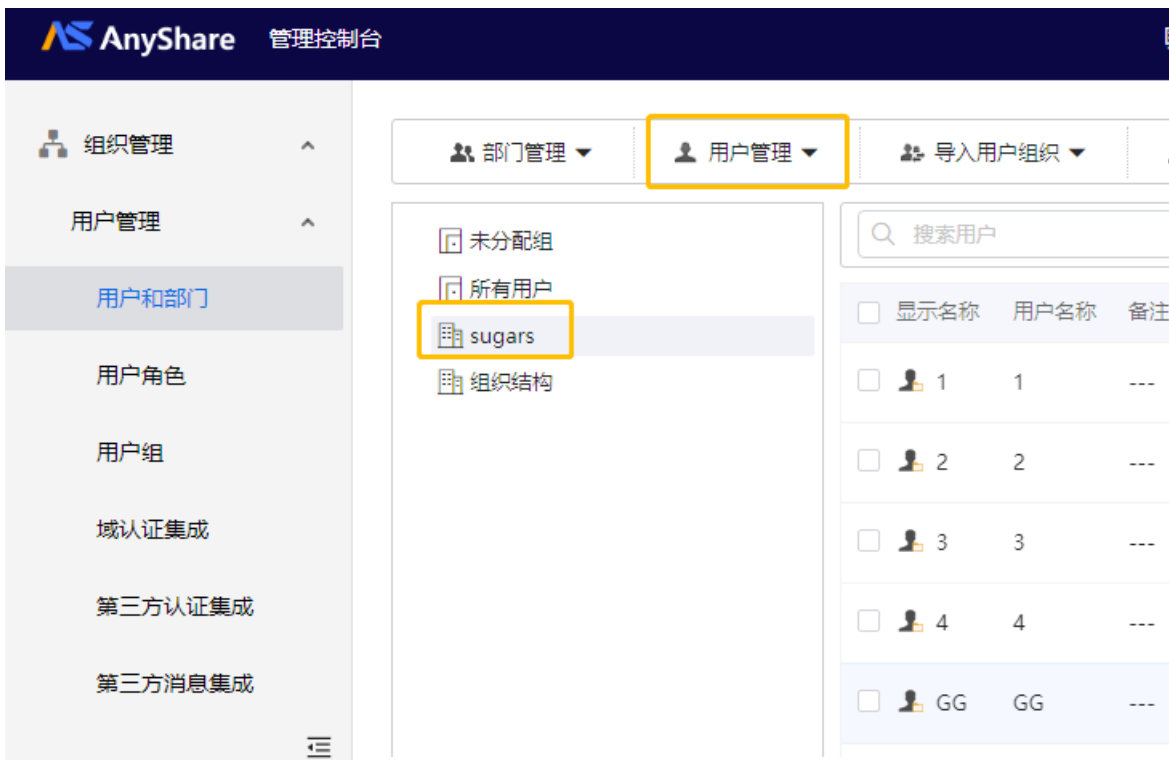 AnyShare 管理控制台
组织管理
用户管理
用户和部门
用户角色
用户组
域认证集成
第三方认证集成
第三方消息集成
部门管理 用户管理 导入用户组织
未分配组
所有用户
sugars
组织结构
搜索用户
显示名称 用户名称 备注
1 1 ---
2 2 ---
3 3 ---
4 4 ---
GG GG ---